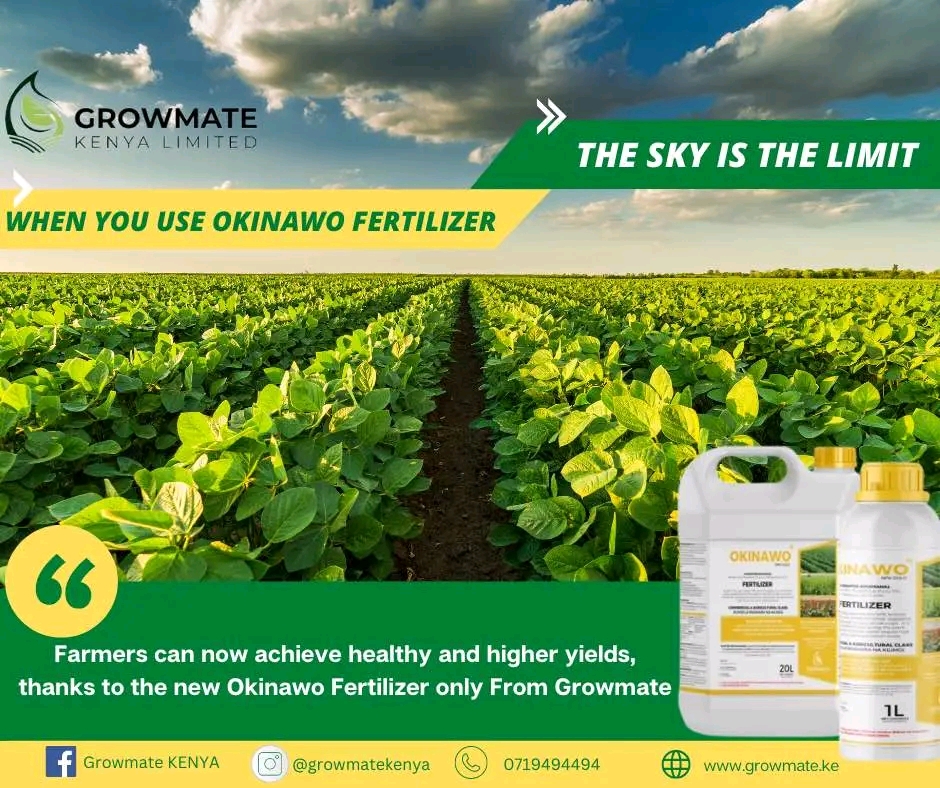 GROWMATE
KENYA LIMITED
THE SKY IS THE LIMIT
WHEN YOU USE OKINAWO FERTILIZER
Farmers can now achieve healthy and higher yields,
thanks to the new Okinawo Fertilizer only From Growmate
OKINAWO
FERTILIZER
20L
INAWO
FERTILIZER
1L
Growmate KENYA
@growmatekenya
0719494494
www.growmate.ke